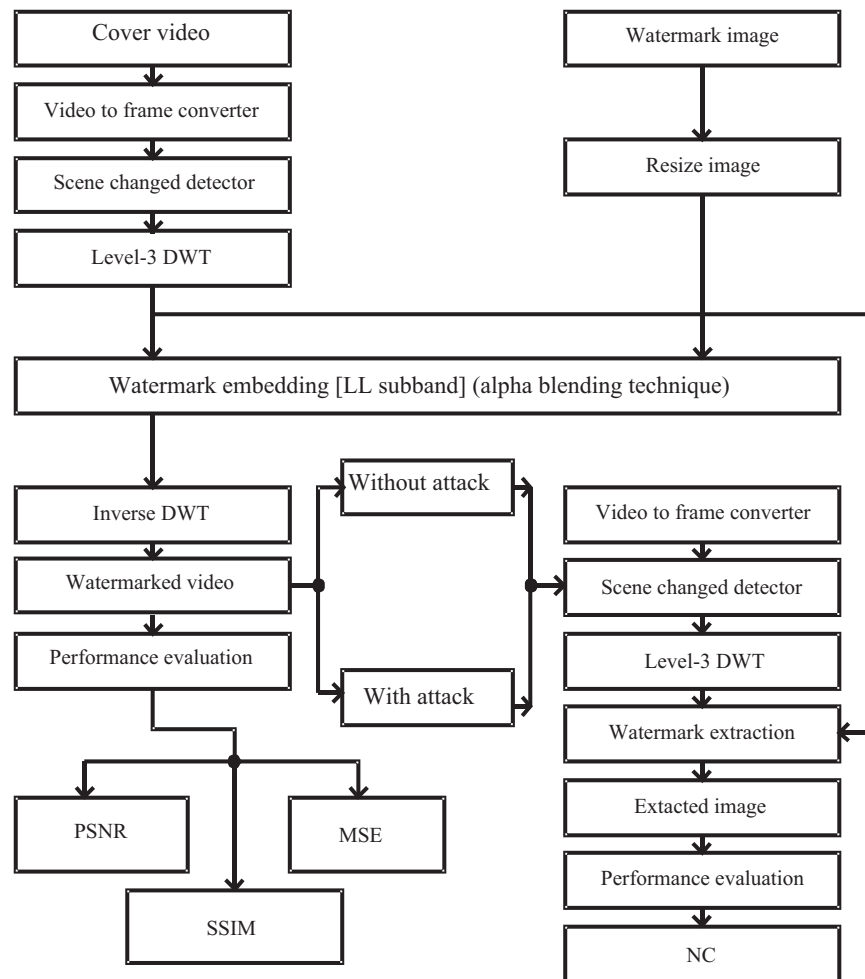 Cover video
Video to frame converter
Scene changed detector
Level-3 DWT
Watermark image
Resize image
Watermark embedding [LL subband] (alpha blending technique)
Inverse DWT
Watermarked video
Performance evaluation
Without attack
With attack
PSNR
MSE
SSIM
Video to frame converter
Scene changed detector
Level-3 DWT
Watermark extraction
Extacted image
Performance evaluation
NC